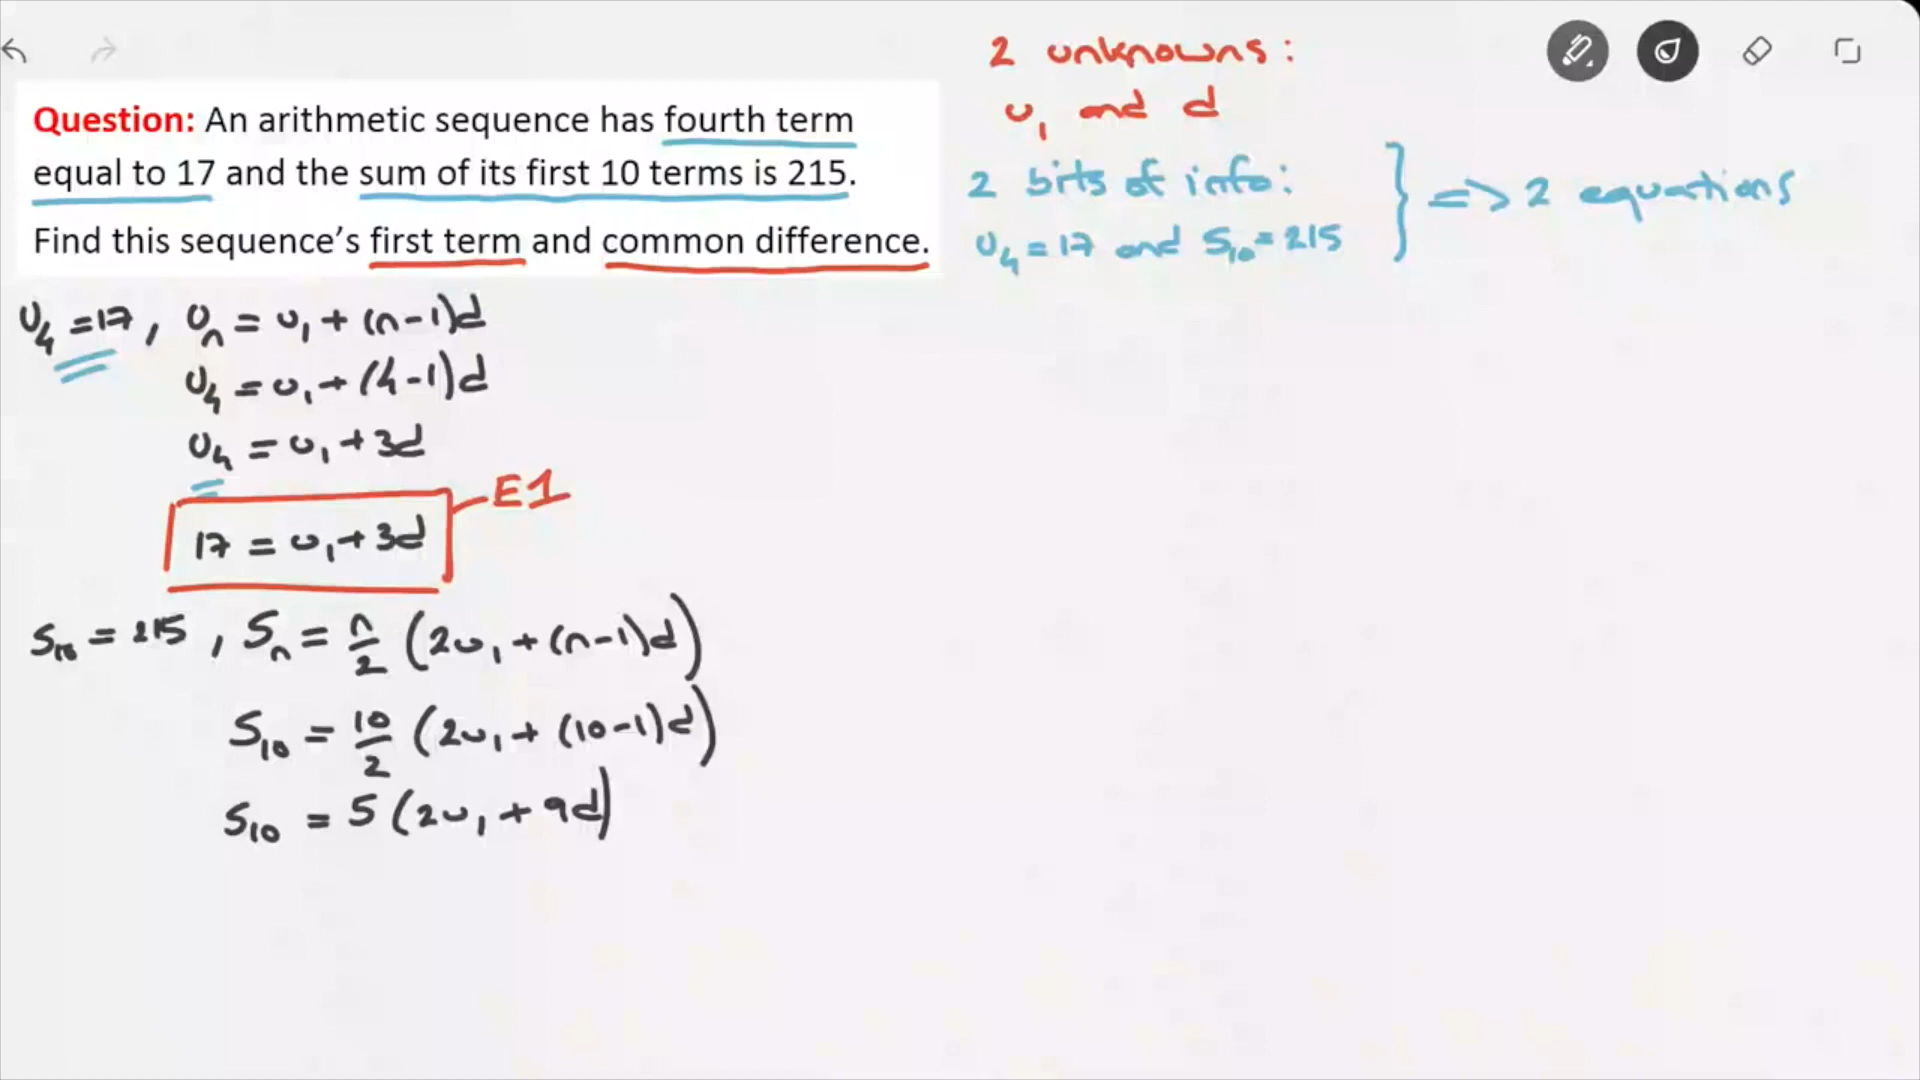 Question: An arithmetic sequence has fourth term
equal to 17 and the sum of its first 10 terms is 215.
Find this sequence's first term and common difference.
2 unknowns:
u₁ and d
2 bits of info:
u₄ = 17 and S₁₀ = 215
} => 2 equations
u₄ = 17, uₙ = u₁ + (n-1)d
u₄ = u₁ + (4-1)d
u₄ = u₁ + 3d
E1
17 = u₁ + 3d
S₁₀ = 215, Sₙ = n/2 (2u₁ + (n-1)d)
S₁₀ = 10/2 (2u₁ + (10-1)d)
S₁₀ = 5 (2u₁ + 9d)